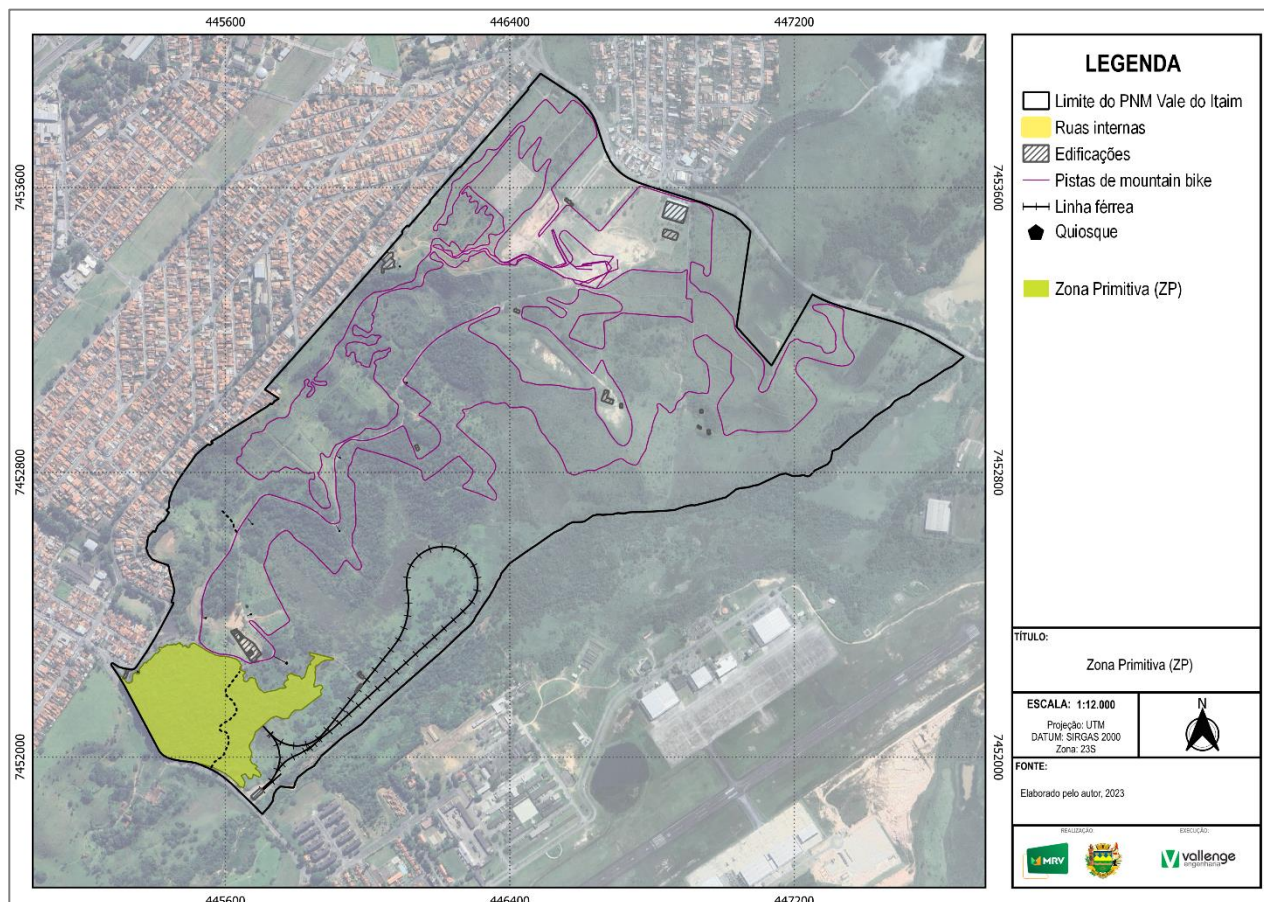 445600
446400
447200
7453600
7453600
7452800
7452800
7452000
7452000
445600
446400
447200
LEGENDA
Limite do PNM Vale do Itaim
Ruas internas
Edificações
Pistas de mountain bike
Linha férrea
Quiosque
Zona Primitiva (ZP)
TÍTULO:
Zona Primitiva (ZP)
ESCALA: 1:12.000
Projeção: UTM
DATUM: SIRGAS 2000
Zona: 23S
N
FONTE:
Elaborado pelo autor, 2023
REALIZAÇÃO:
EXECUÇÃO:
MRV
vallenge
engenharia